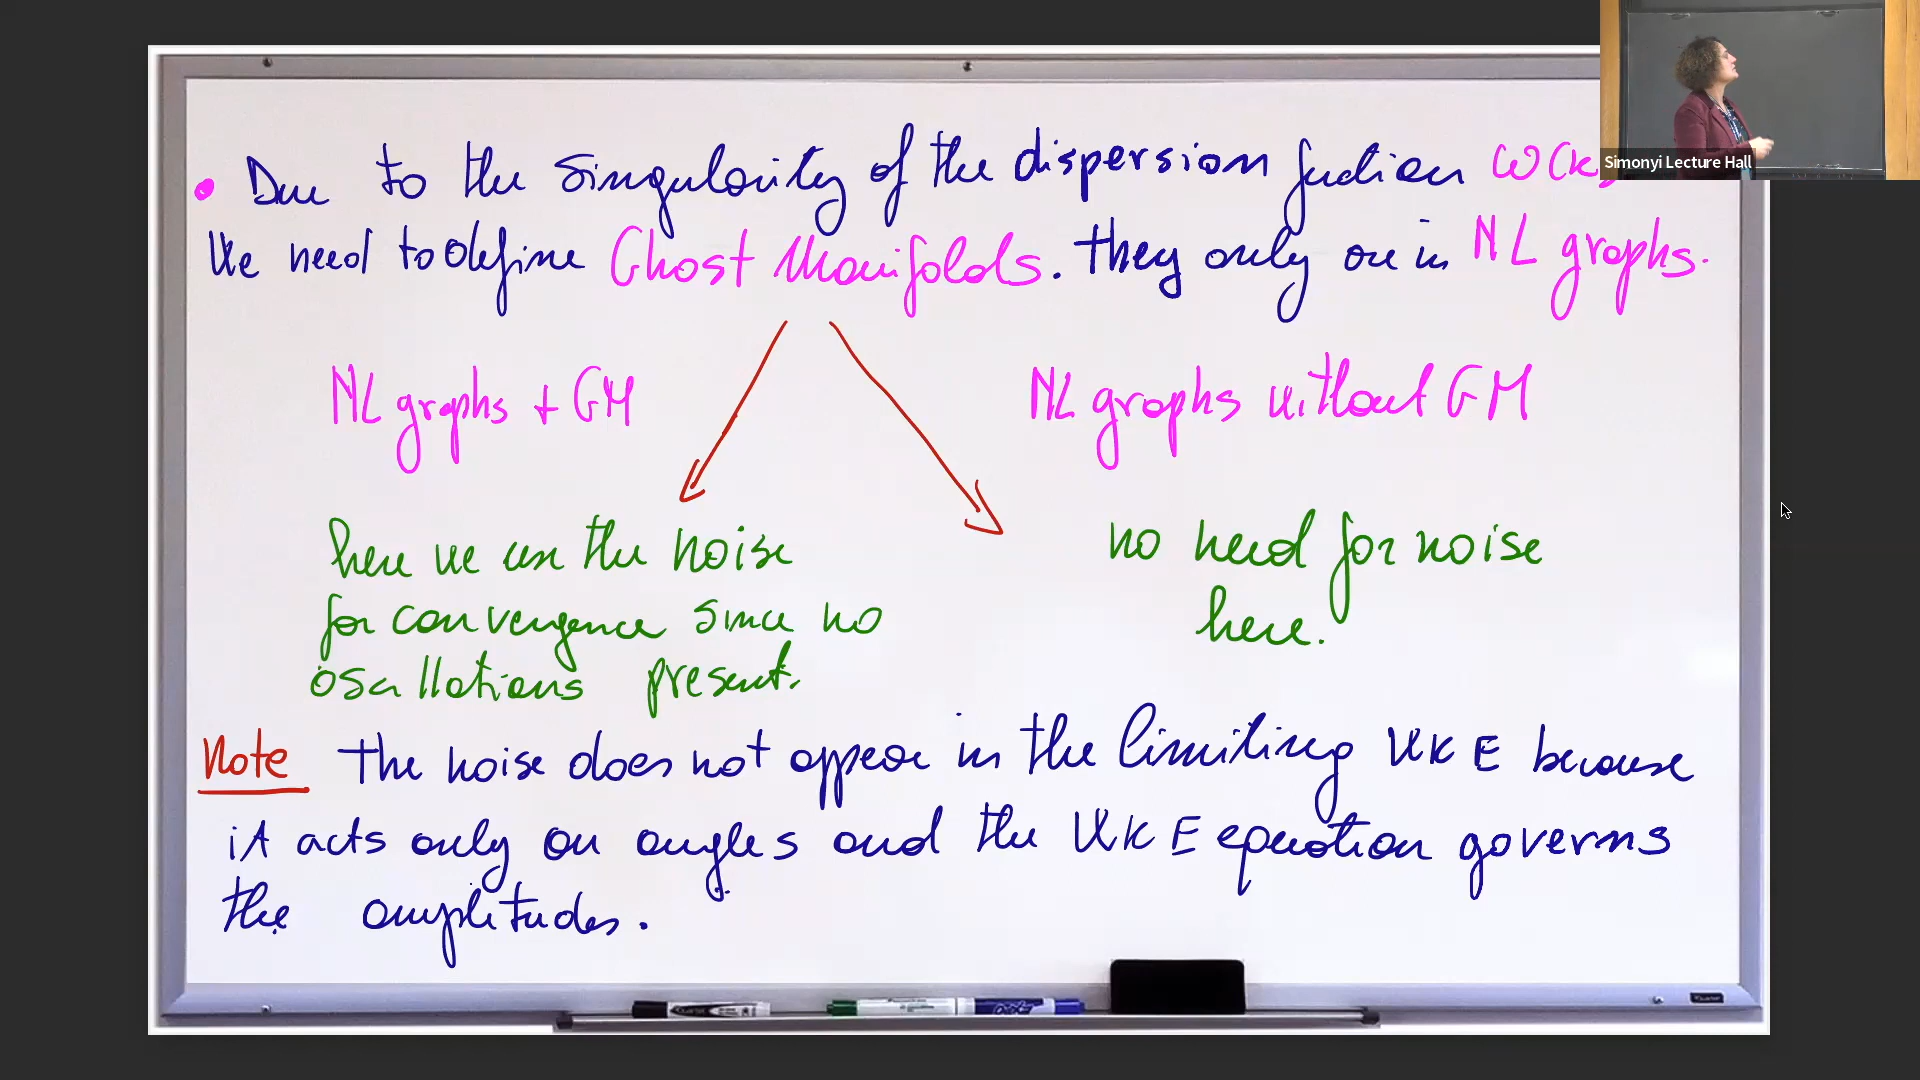 • Due to the singularity of the dispersion function ω(k)
We need to define Ghost Manifolds. They only are in NL graphs.
NL graphs + GM
NL graphs without GM
here we use the noise
for convergence since no
oscillations present.
no need for noise
here.
Note The noise does not appear in the limiting WKE because
it acts only on angles and the WKE equation governs
the amplitudes.
Simonyi Lecture Hall